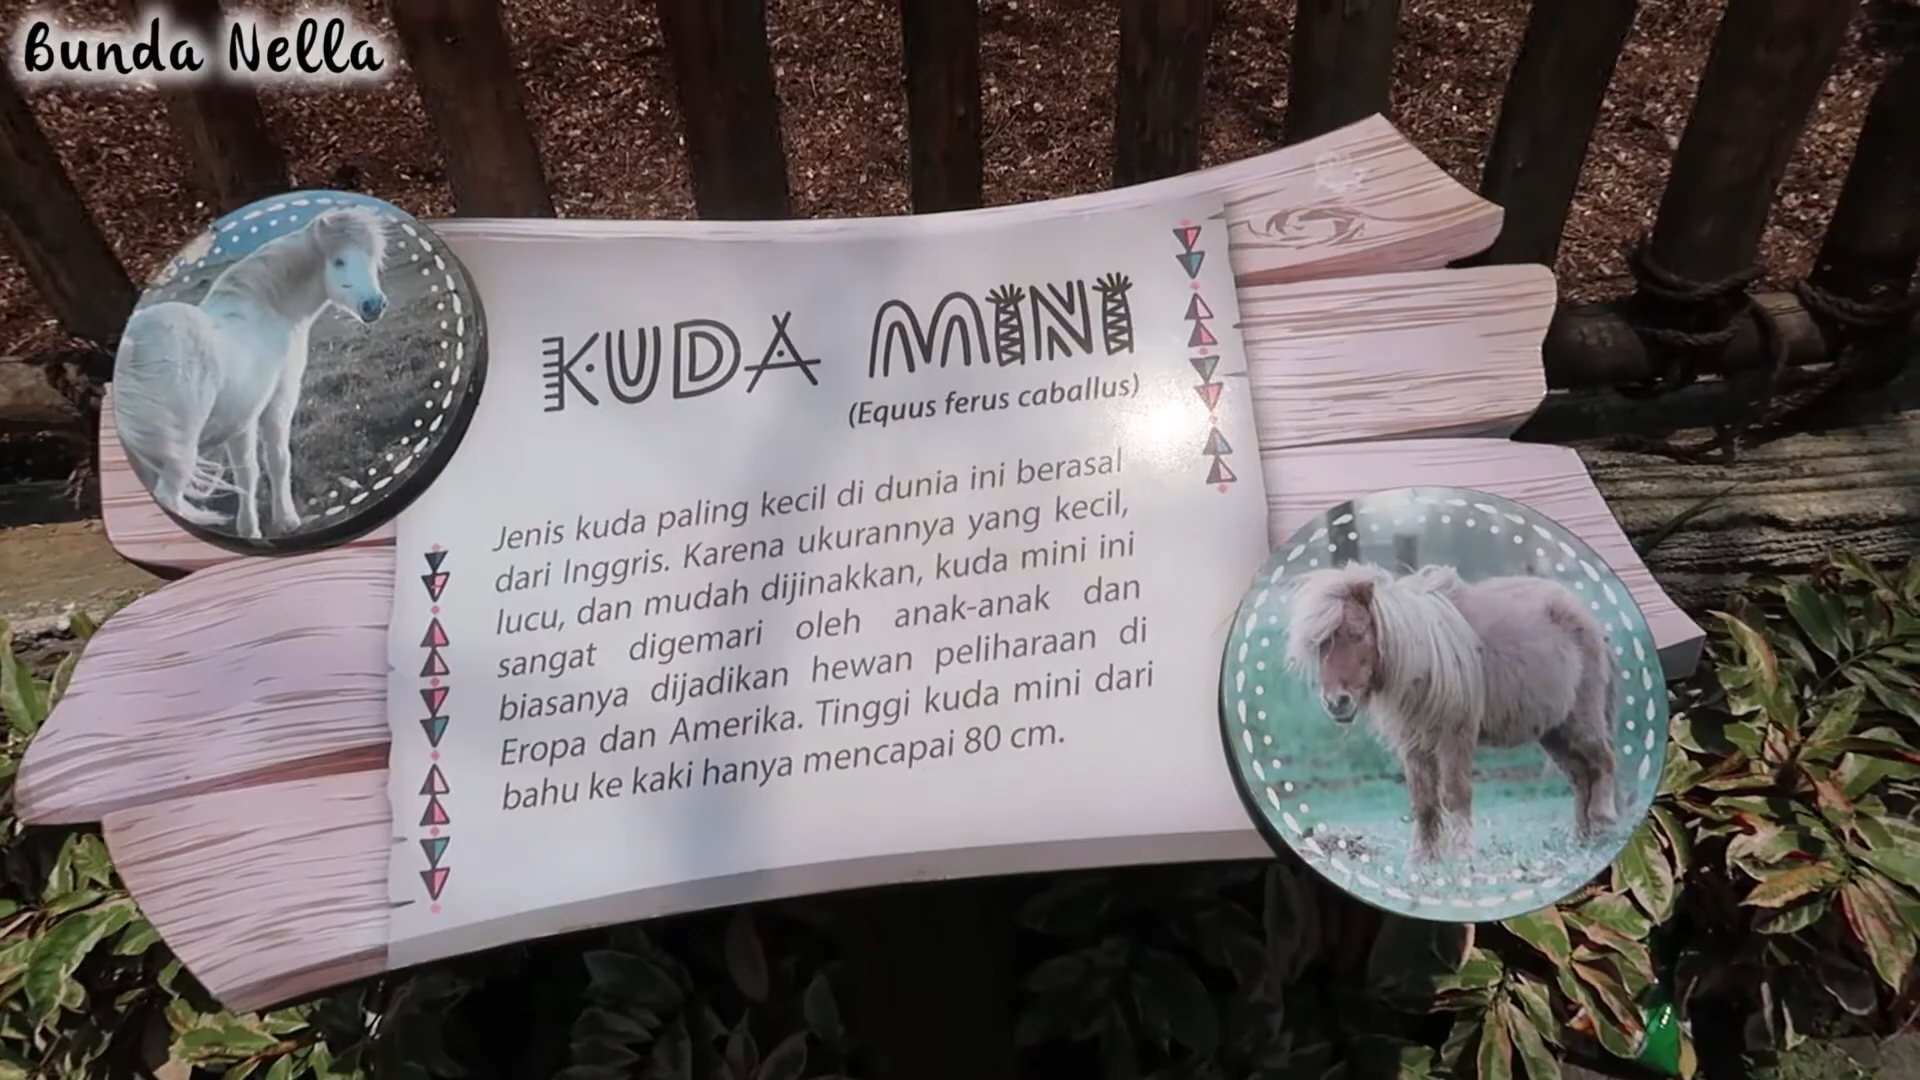 Bunda Nella
KUDA MINI
(Equus ferus caballus)
Jenis kuda paling kecil di dunia ini berasal
dari Inggris. Karena ukurannya yang kecil,
lucu, dan mudah dijinakkan, kuda mini ini
sangat digemari oleh anak-anak dan
biasanya dijadikan hewan peliharaan di
Eropa dan Amerika. Tinggi kuda mini dari
bahu ke kaki hanya mencapai 80 cm.